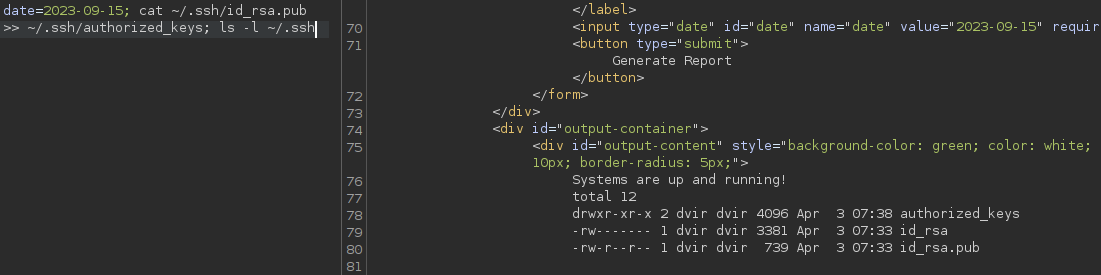 date=2023-09-15; cat ~/.ssh/id_rsa.pub
>> ~/.ssh/authorized_keys; ls -l ~/.ssh
</label>
70 <input type="date" id="date" name="date" value="2023-09-15" requir
71 <button type="submit">
Generate Report
</button>
72 </form>
73 </div>
74 <div id="output-container">
75 <div id="output-content" style="background-color: green; color: white;
10px; border-radius: 5px;">
76 Systems are up and running!
77 total 12
78 drwxr-xr-x 2 dvir dvir 4096 Apr  3 07:38 authorized_keys
79 -rw------- 1 dvir dvir 3381 Apr  3 07:33 id_rsa
80 -rw-r--r-- 1 dvir dvir  739 Apr  3 07:33 id_rsa.pub
81